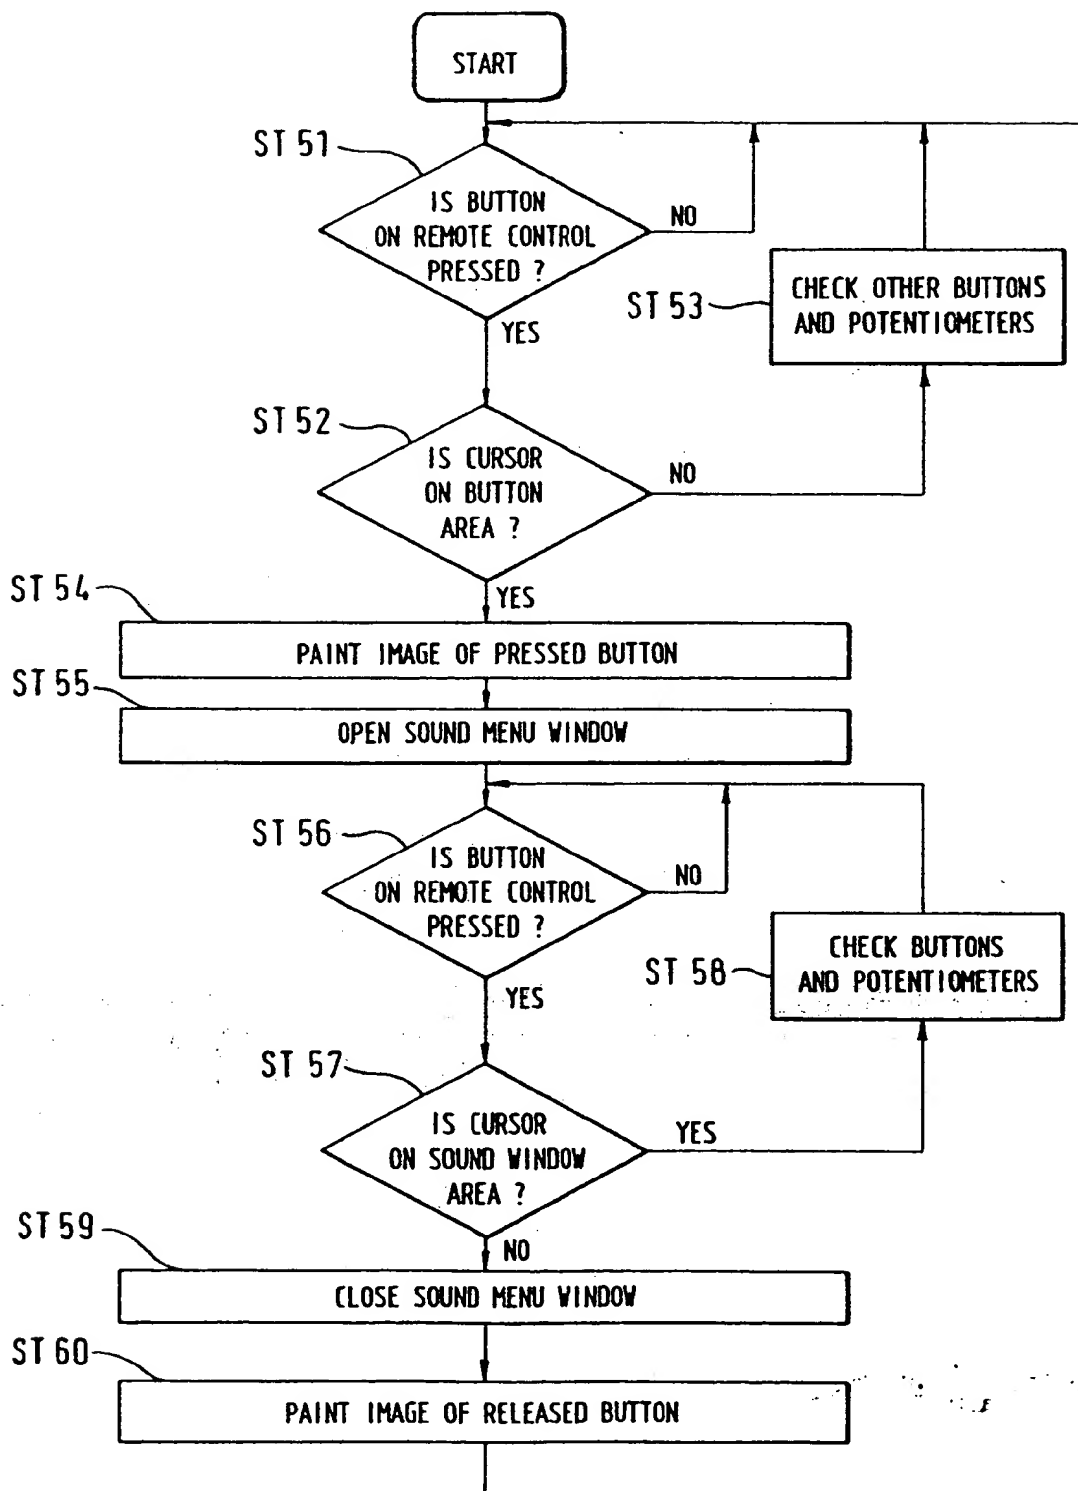 START
ST 51
IS BUTTON
ON REMOTE CONTROL
PRESSED ?
NO
YES
CHECK OTHER BUTTONS
AND POTENTIOMETERS
ST 53
ST 52
IS CURSOR
ON BUTTON
AREA ?
NO
YES
ST 54
PAINT IMAGE OF PRESSED BUTTON
ST 55
OPEN SOUND MENU WINDOW
ST 56
IS BUTTON
ON REMOTE CONTROL
PRESSED ?
NO
YES
CHECK BUTTONS
AND POTENTIOMETERS
ST 58
ST 57
IS CURSOR
ON SOUND WINDOW
AREA ?
YES
NO
ST 59
CLOSE SOUND MENU WINDOW
ST 60
PAINT IMAGE OF RELEASED BUTTON